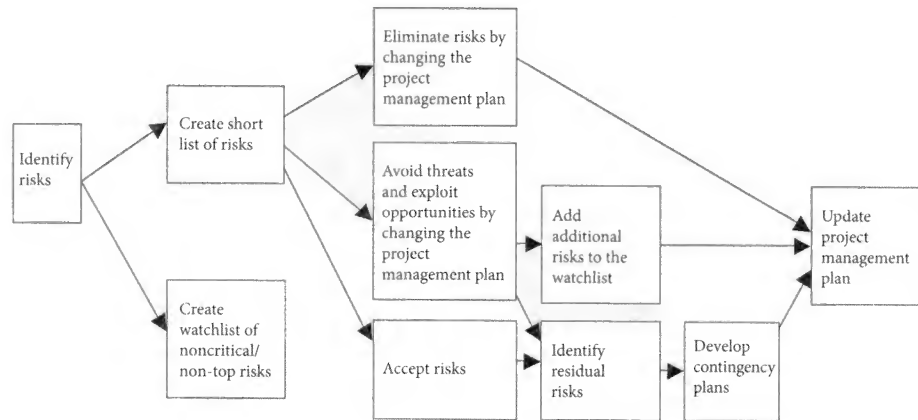 Identify
risks
Create short
list of risks
Create
watchlist of
noncritical/
non-top risks
Eliminate risks by
changing the
project
management plan
Avoid threats
and exploit
opportunities by
changing the
project
management plan
Accept risks
Add
additional
risks to the
watchlist
Identify
residual
risks
Develop
contingency
plans
Update
project
management
plan